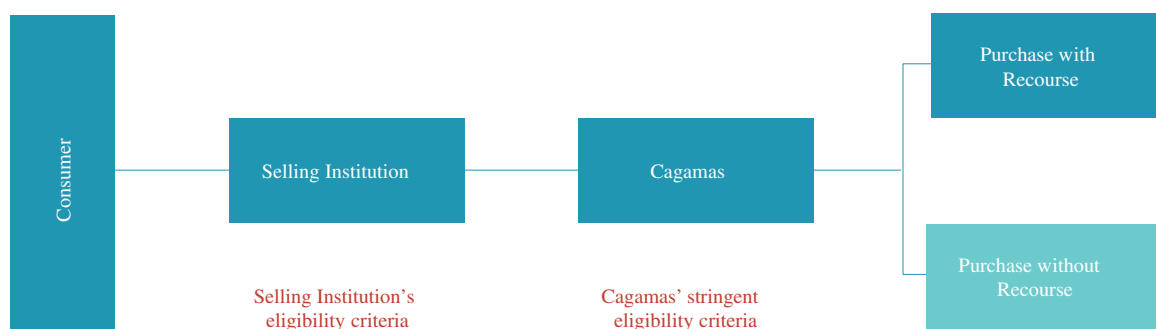 Consumer
Selling Institution
Selling Institution’s
eligibility criteria
Cagamas
Cagamas’ stringent
eligibility criteria
Purchase with
Recourse
Purchase without
Recourse